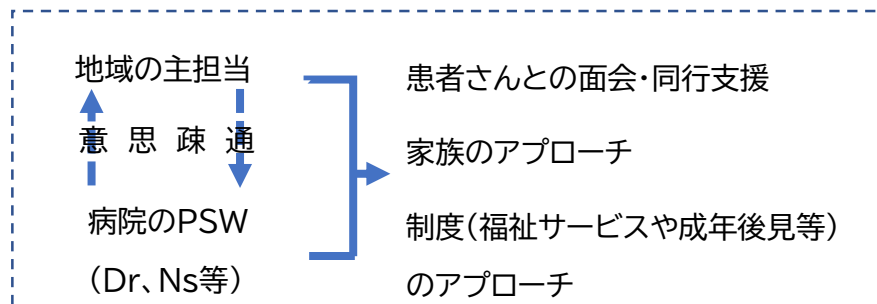 地域の主担当
意思疎通
病院のPSW
（Dr、Ns等）
患者さんとの面会・同行支援
家族のアプローチ
制度（福祉サービスや成年後見等）
のアプローチ